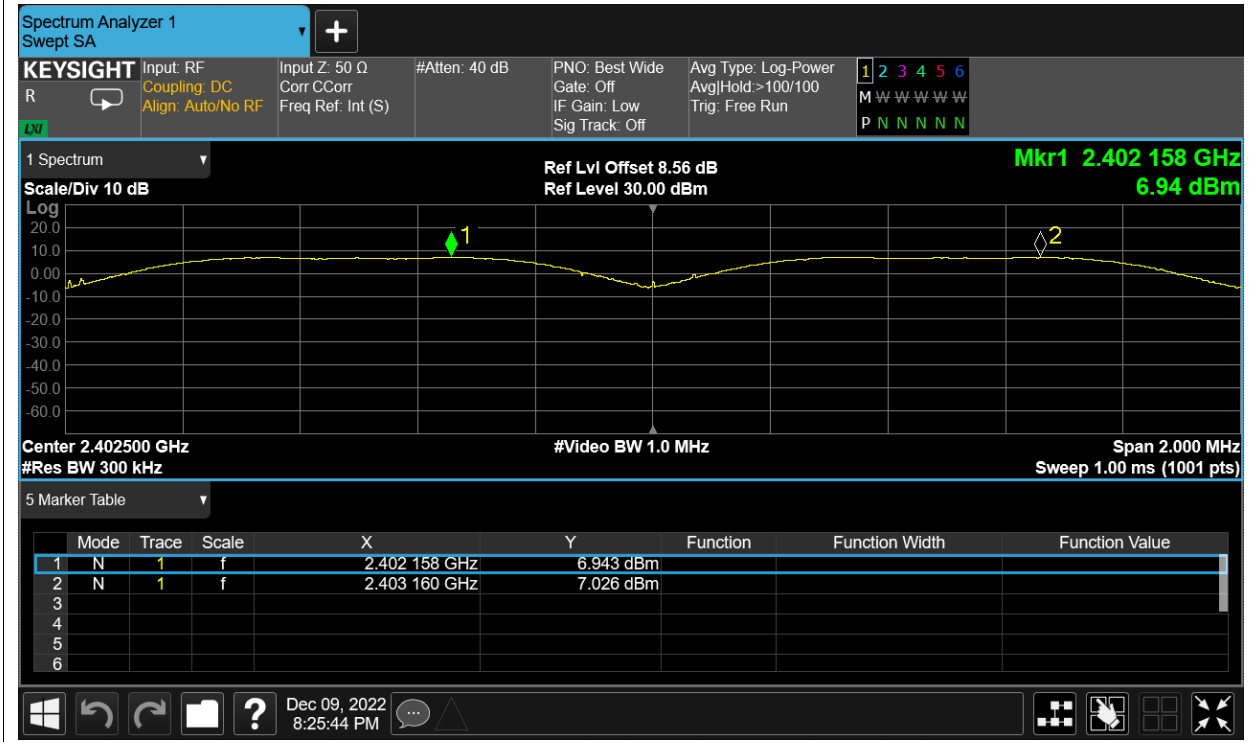 Spectrum Analyzer 1
Swept SA
+
KEYSIGHT
R
LXI
Input: RF
Coupling: DC
Align: Auto/No RF
Input Z: 50 Ω
Corr CCorr
Freq Ref: Int (S)
#Atten: 40 dB
PNO: Best Wide
Gate: Off
IF Gain: Low
Sig Track: Off
Avg Type: Log-Power
Avg|Hold:>100/100
Trig: Free Run
1 2 3 4 5 6
M W W W W W
P N N N N N
1 Spectrum
Scale/Div 10 dB
Ref Lvl Offset 8.56 dB
Ref Level 30.00 dBm
Mkr1 2.402 158 GHz
6.94 dBm
Log
20.0
10.0
0.00
-10.0
-20.0
-30.0
-40.0
-50.0
-60.0
1
2
Center 2.402500 GHz
#Res BW 300 kHz
#Video BW 1.0 MHz
Span 2.000 MHz
Sweep 1.00 ms (1001 pts)
5 Marker Table
Mode Trace Scale X Y Function Function Width Function Value
1 N 1 f 2.402 158 GHz 6.943 dBm
2 N 1 f 2.403 160 GHz 7.026 dBm
3
4
5
6
?
Dec 09, 2022
8:25:44 PM